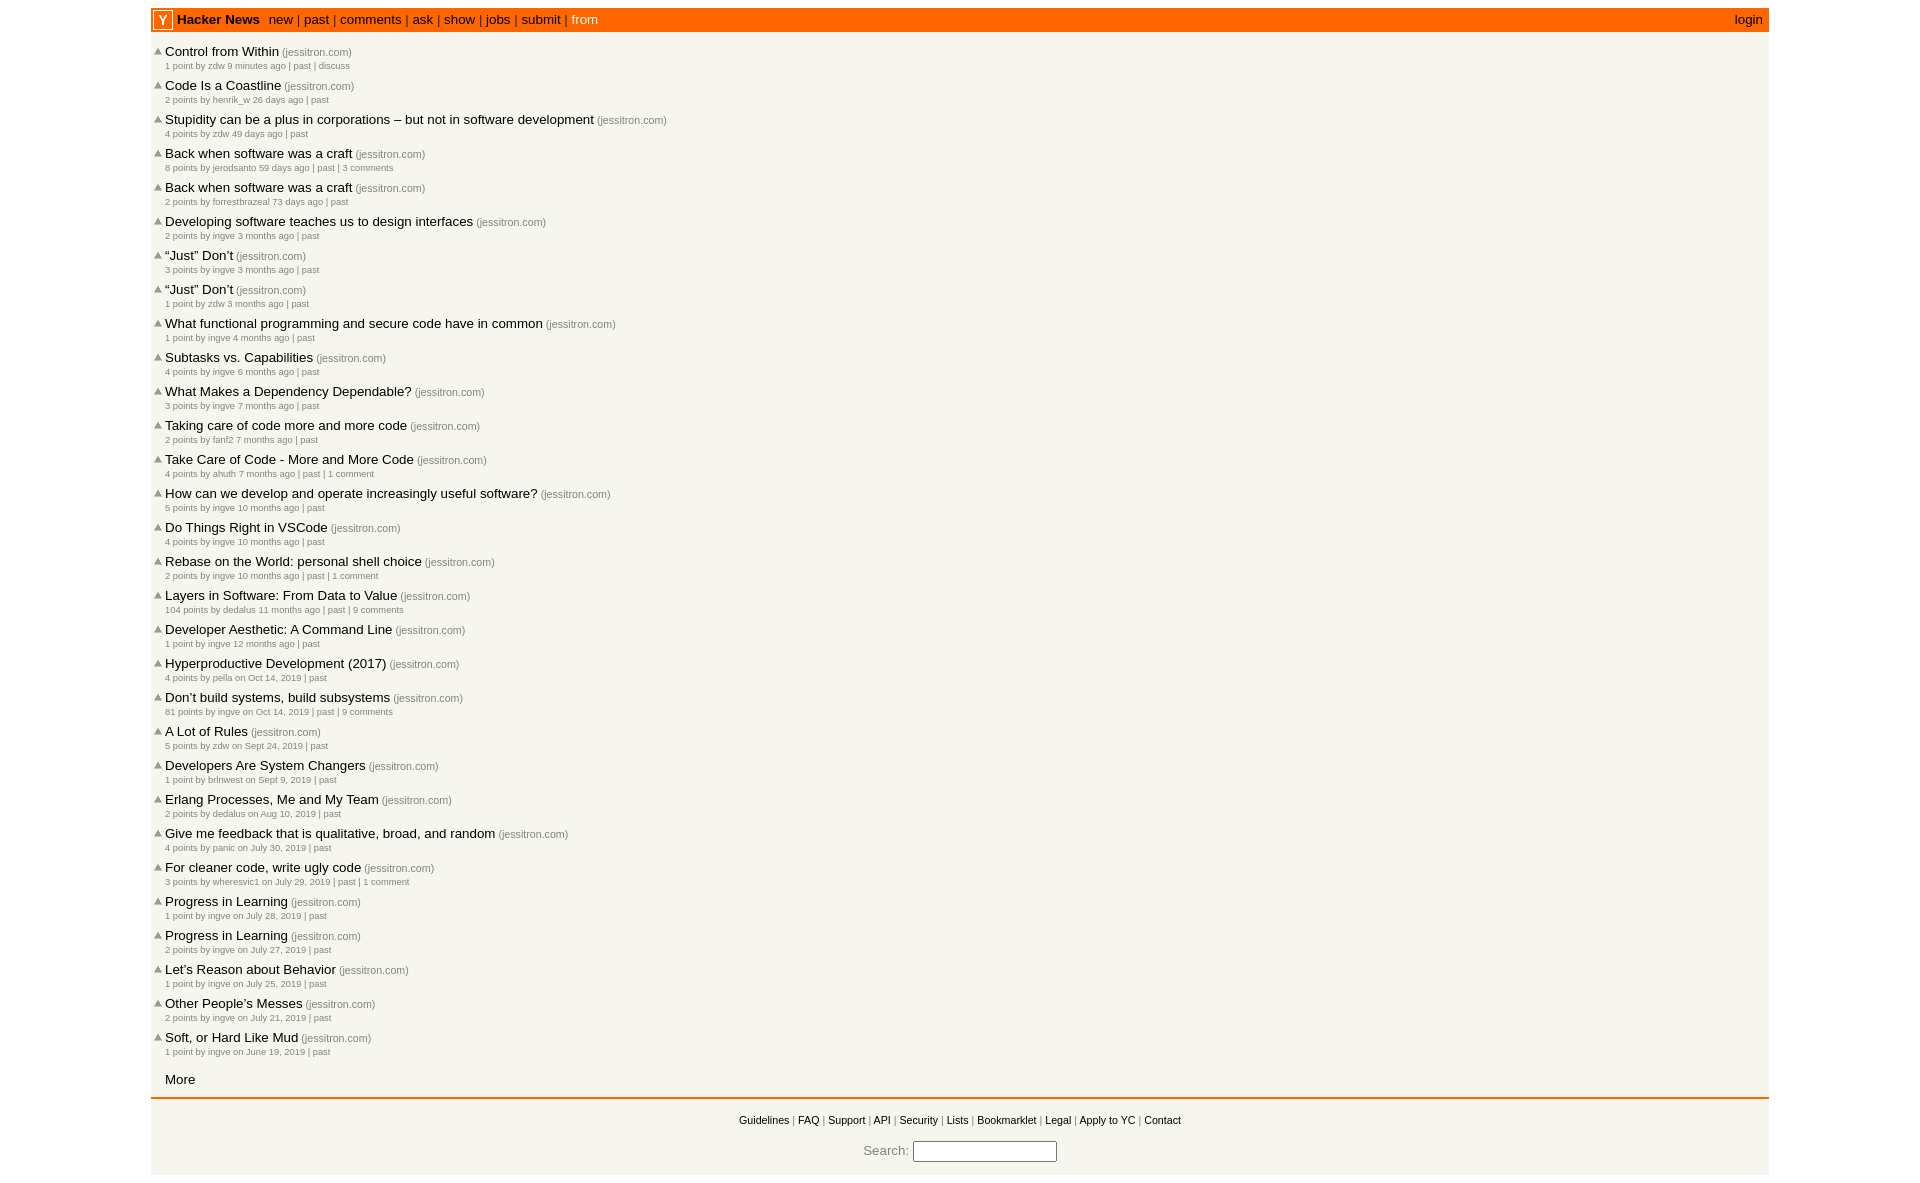 Y Hacker News new | past | comments | ask | show | jobs | submit | from login
Control from Within (jessitron.com)
1 point by zdw 9 minutes ago | past | discuss
Code Is a Coastline (jessitron.com)
2 points by henrik_w 26 days ago | past
Stupidity can be a plus in corporations – but not in software development (jessitron.com)
4 points by zdw 49 days ago | past
Back when software was a craft (jessitron.com)
8 points by jerodsanto 59 days ago | past | 3 comments
Back when software was a craft (jessitron.com)
2 points by forrestbrazeal 73 days ago | past
Developing software teaches us to design interfaces (jessitron.com)
2 points by ingve 3 months ago | past
“Just” Don’t (jessitron.com)
3 points by ingve 3 months ago | past
“Just” Don’t (jessitron.com)
1 point by zdw 3 months ago | past
What functional programming and secure code have in common (jessitron.com)
1 point by ingve 4 months ago | past
Subtasks vs. Capabilities (jessitron.com)
4 points by ingve 6 months ago | past
What Makes a Dependency Dependable? (jessitron.com)
3 points by ingve 7 months ago | past
Taking care of code more and more code (jessitron.com)
2 points by fanf2 7 months ago | past
Take Care of Code - More and More Code (jessitron.com)
4 points by ahuth 7 months ago | past | 1 comment
How can we develop and operate increasingly useful software? (jessitron.com)
5 points by ingve 10 months ago | past
Do Things Right in VSCode (jessitron.com)
4 points by ingve 10 months ago | past
Rebase on the World: personal shell choice (jessitron.com)
2 points by ingve 10 months ago | past | 1 comment
Layers in Software: From Data to Value (jessitron.com)
104 points by dedalus 11 months ago | past | 9 comments
Developer Aesthetic: A Command Line (jessitron.com)
1 point by ingve 12 months ago | past
Hyperproductive Development (2017) (jessitron.com)
4 points by pella on Oct 14, 2019 | past
Don’t build systems, build subsystems (jessitron.com)
81 points by ingve on Oct 14, 2019 | past | 9 comments
A Lot of Rules (jessitron.com)
5 points by zdw on Sept 24, 2019 | past
Developers Are System Changers (jessitron.com)
1 point by brlnwest on Sept 9, 2019 | past
Erlang Processes, Me and My Team (jessitron.com)
2 points by dedalus on Aug 10, 2019 | past
Give me feedback that is qualitative, broad, and random (jessitron.com)
4 points by panic on July 30, 2019 | past
For cleaner code, write ugly code (jessitron.com)
3 points by wheresvic1 on July 29, 2019 | past | 1 comment
Progress in Learning (jessitron.com)
1 point by ingve on July 28, 2019 | past
Progress in Learning (jessitron.com)
2 points by ingve on July 27, 2019 | past
Let’s Reason about Behavior (jessitron.com)
1 point by ingve on July 25, 2019 | past
Other People’s Messes (jessitron.com)
2 points by ingve on July 21, 2019 | past
Soft, or Hard Like Mud (jessitron.com)
1 point by ingve on June 19, 2019 | past
More
Guidelines | FAQ | Support | API | Security | Lists | Bookmarklet | Legal | Apply to YC | Contact
Search: